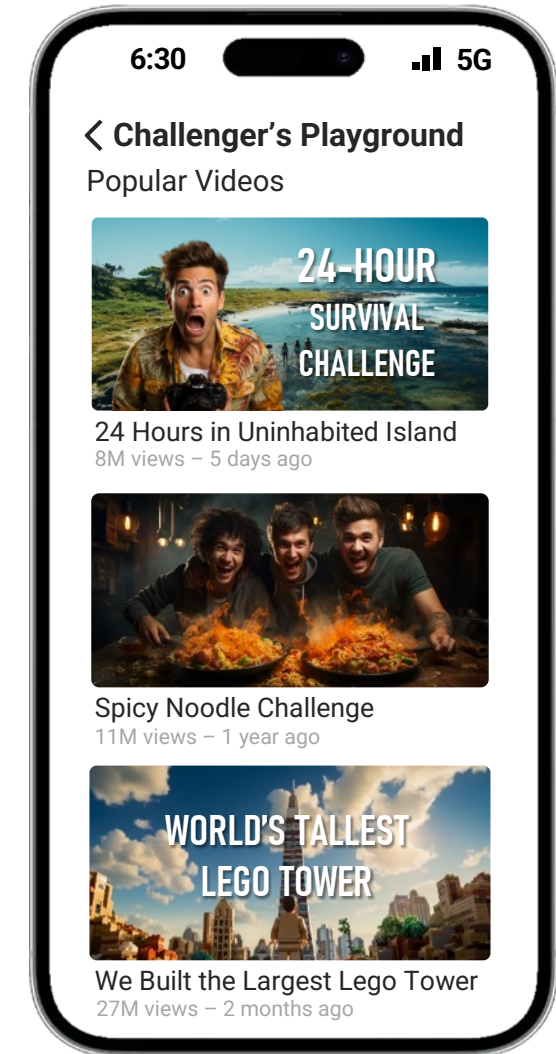 6:30 5G
Challenger’s Playground
Popular Videos
24-HOUR
SURVIVAL
CHALLENGE
24 Hours in Uninhabited Island
8M views – 5 days ago
Spicy Noodle Challenge
11M views – 1 year ago
WORLD'S TALLEST
LEGO TOWER
We Built the Largest Lego Tower
27M views – 2 months ago